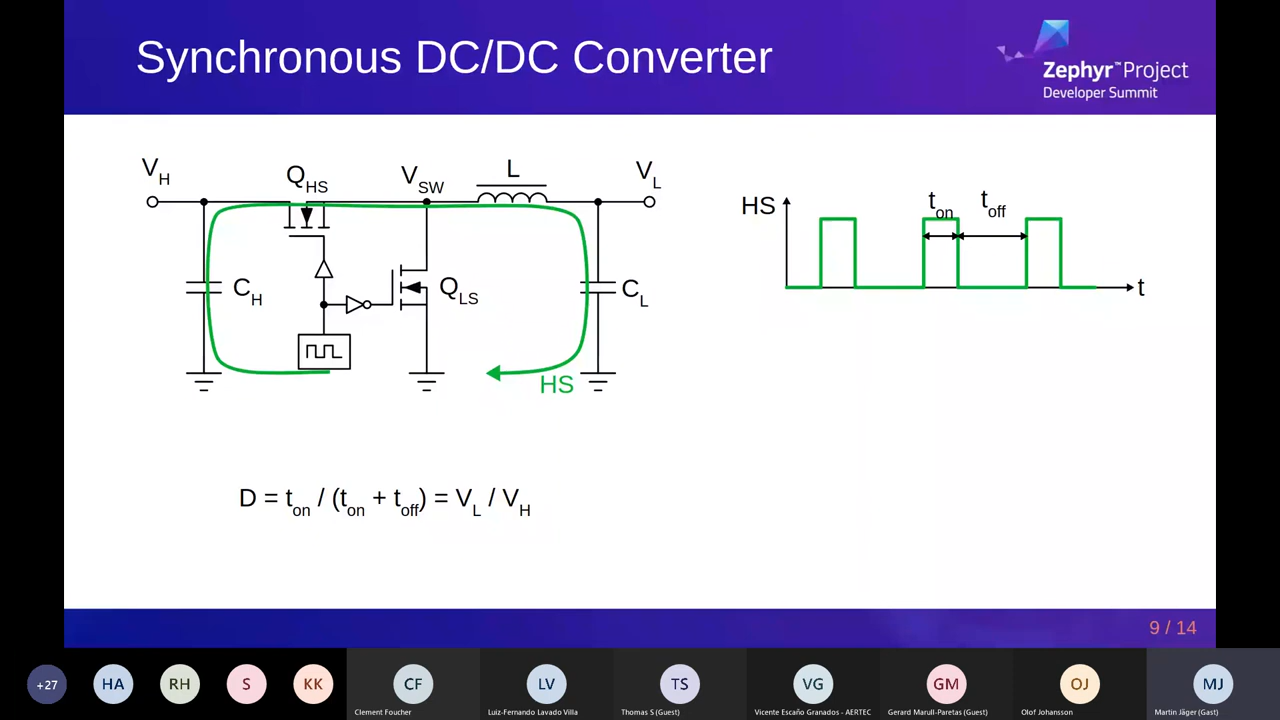 Synchronous DC/DC Converter
Zephyr™Project
Developer Summit
VH
QHS
VSW
L
VL
HS
ton
toff
CH
QLS
CL
t
HS
D = ton / (ton + toff) = VL / VH
9 / 14
+27
HA
RH
S
KK
CF
LV
TS
VG
GM
OJ
MJ
Clement Foucher
Luiz-Fernando Lavado Villa
Thomas S (Guest)
Vicente Escaño Granados - AERTEC
Gerard Marull-Paretas (Guest)
Olof Johansson
Martin Jäger (Gast)